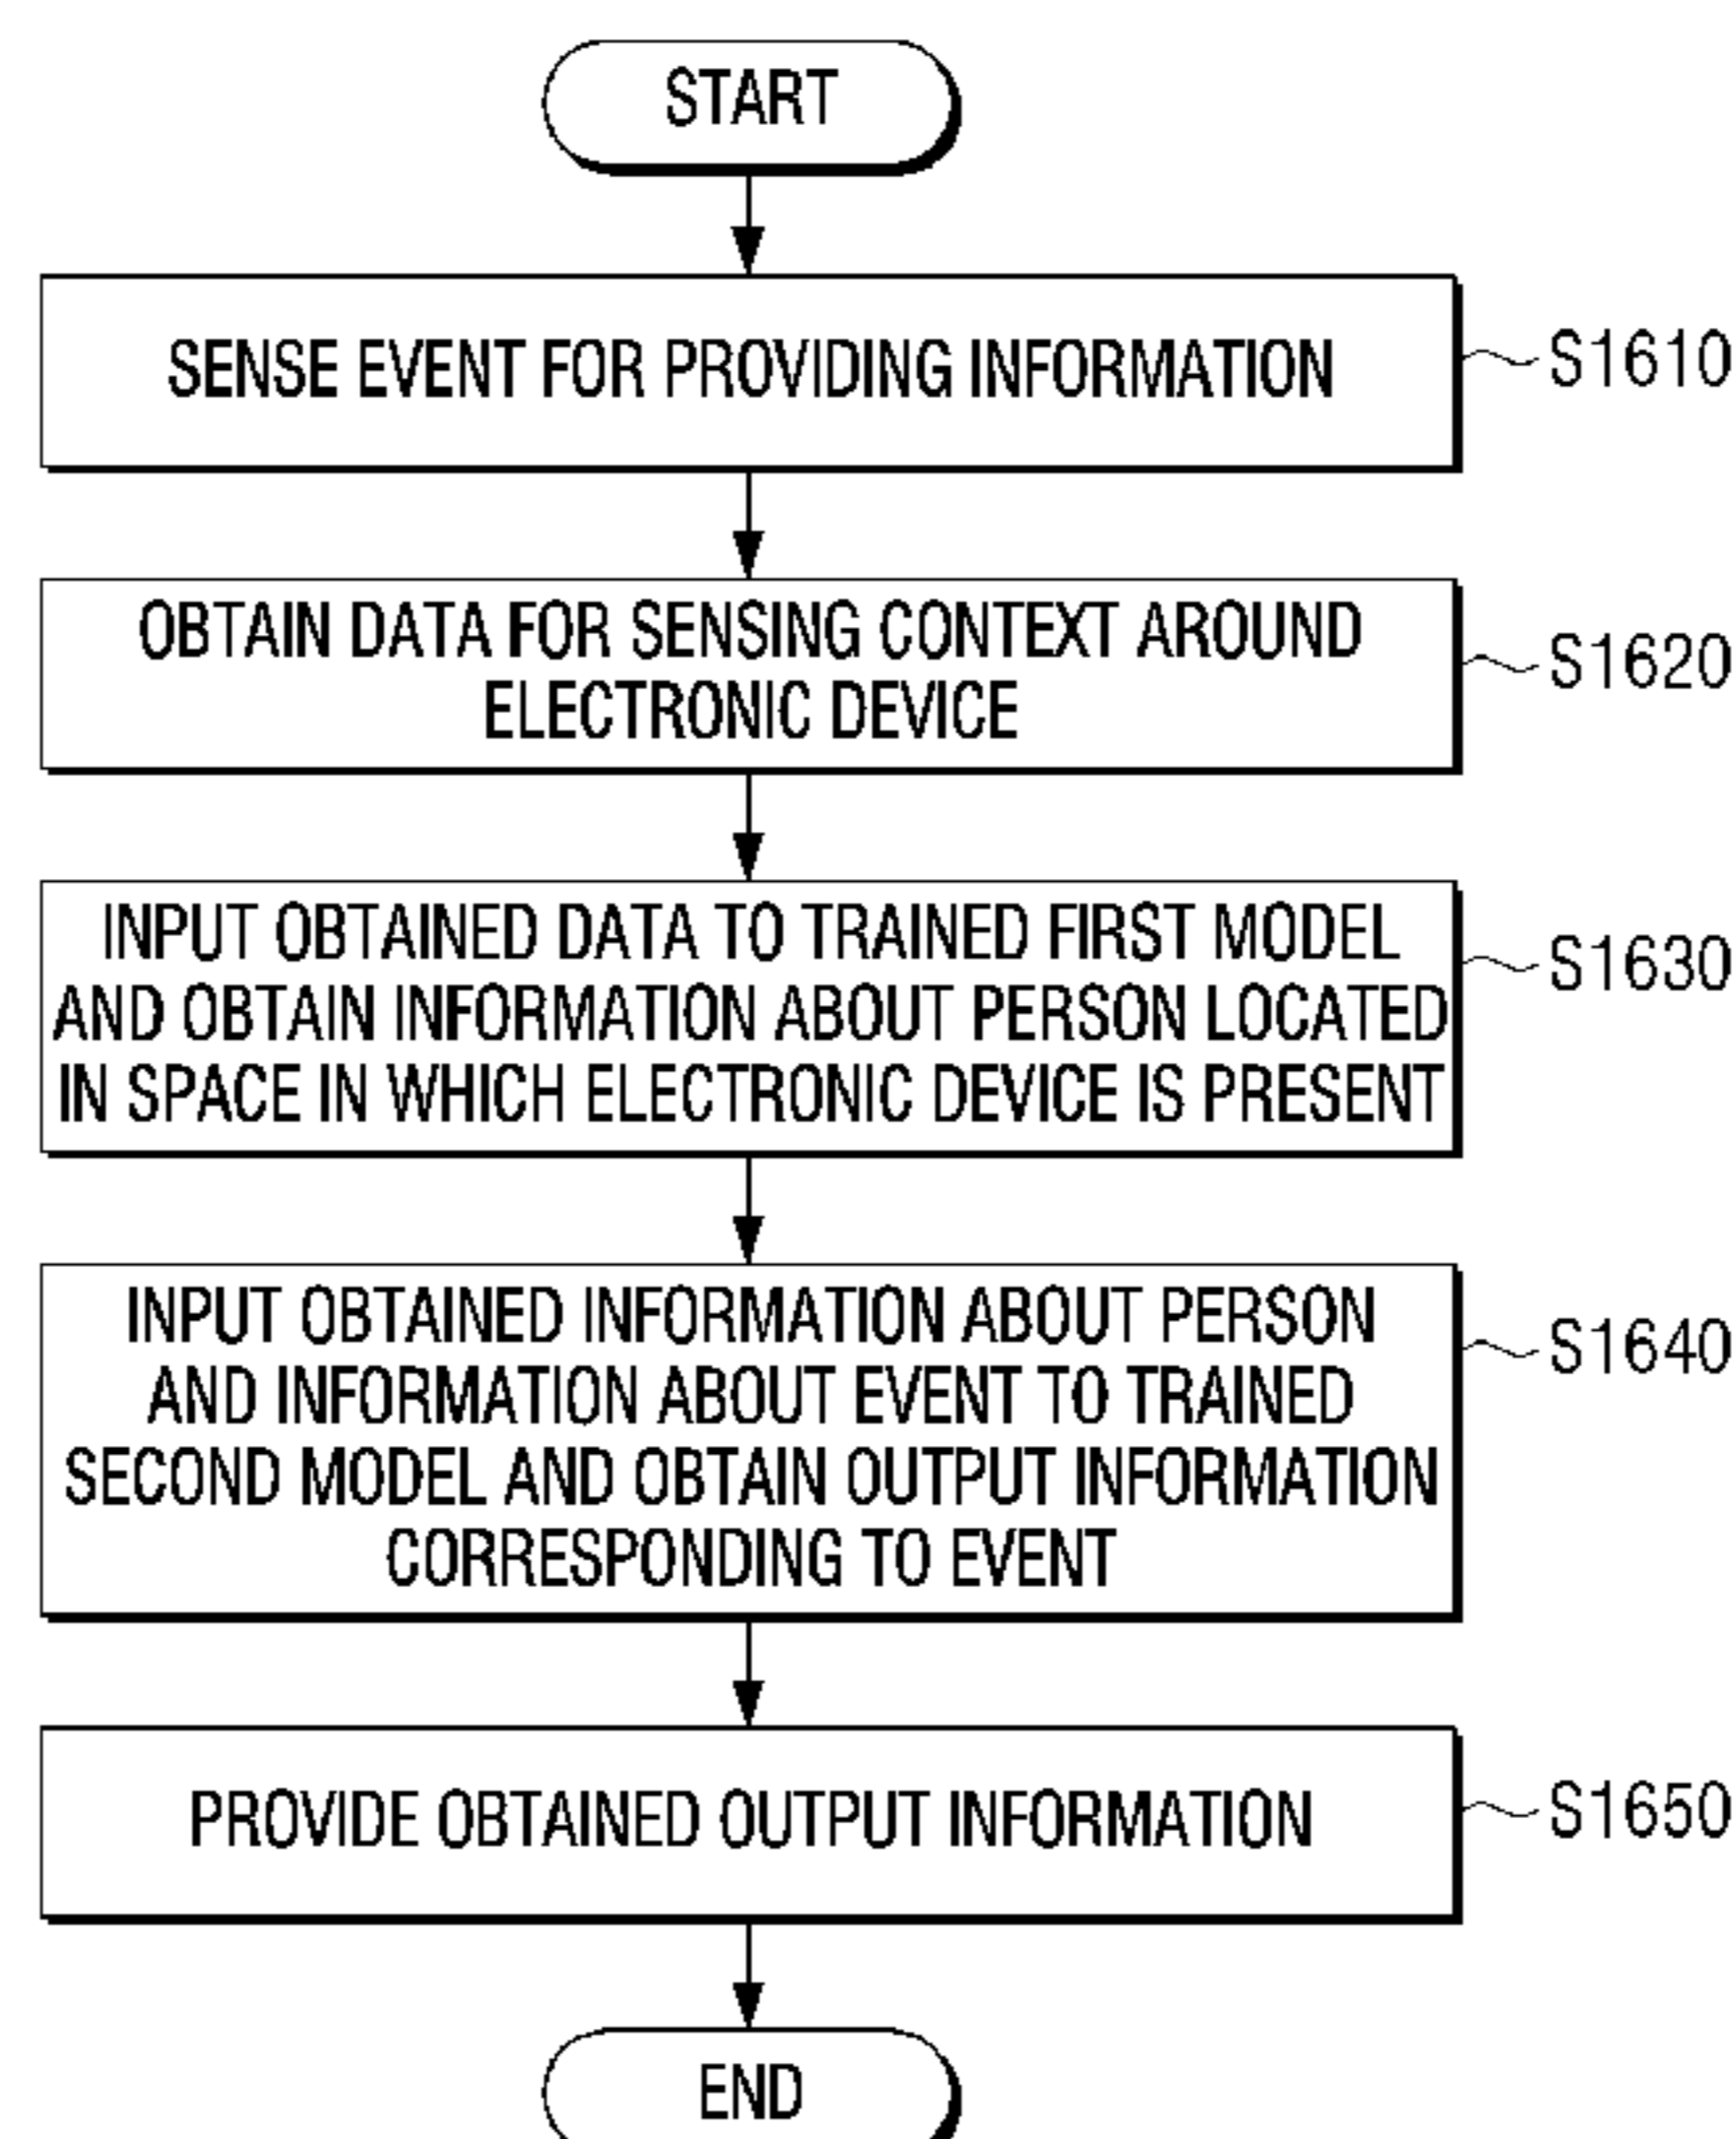 START
SENSE EVENT FOR PROVIDING INFORMATION
S1610
OBTAIN DATA FOR SENSING CONTEXT AROUND
ELECTRONIC DEVICE
S1620
INPUT OBTAINED DATA TO TRAINED FIRST MODEL
AND OBTAIN INFORMATION ABOUT PERSON LOCATED
IN SPACE IN WHICH ELECTRONIC DEVICE IS PRESENT
S1630
INPUT OBTAINED INFORMATION ABOUT PERSON
AND INFORMATION ABOUT EVENT TO TRAINED
SECOND MODEL AND OBTAIN OUTPUT INFORMATION
CORRESPONDING TO EVENT
S1640
PROVIDE OBTAINED OUTPUT INFORMATION
S1650
END